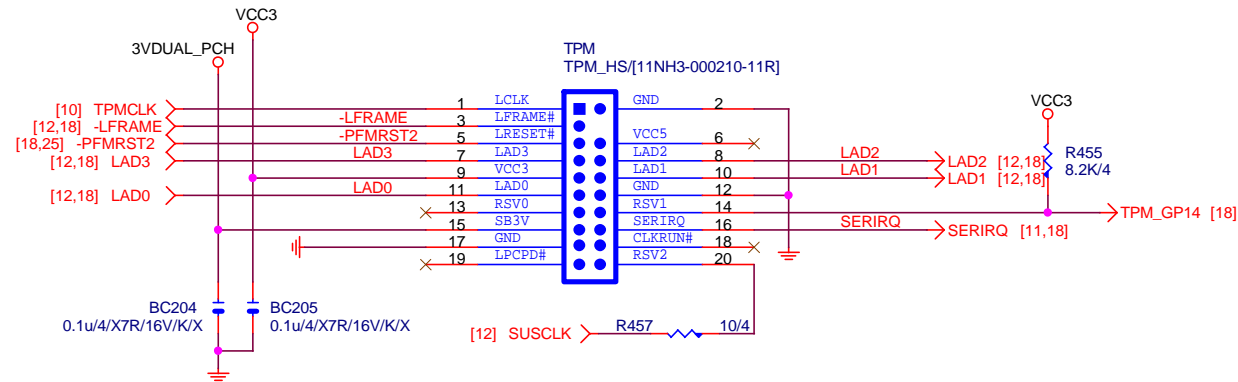 VCC3
3VDUAL_PCH
TPM
TPM_HS/[11NH3-000210-11R]
VCC3
[10] TPMCLK 1 LCLK GND 2
[12,18] -LFRAME -LFRAME 3 LFRAME#
[18,25] -PFMRST2 -PFMRST2 5 LRESET# VCC5 6
[12,18] LAD3 LAD3 7 LAD3 LAD2 8 LAD2 LAD2 [12,18]
9 VCC3 LAD1 10 LAD1 LAD1 [12,18]
R455
8.2K/4
[12,18] LAD0 LAD0 11 LAD0 GND 12
13 RSV0 RSV1 14 TPM_GP14 [18]
15 SB3V SERIRQ 16 SERIRQ SERIRQ [11,18]
17 GND CLKRUN# 18
19 LPCPD# RSV2 20
BC204
0.1u/4/X7R/16V/K/X
BC205
0.1u/4/X7R/16V/K/X
[12] SUSCLK R457 10/4